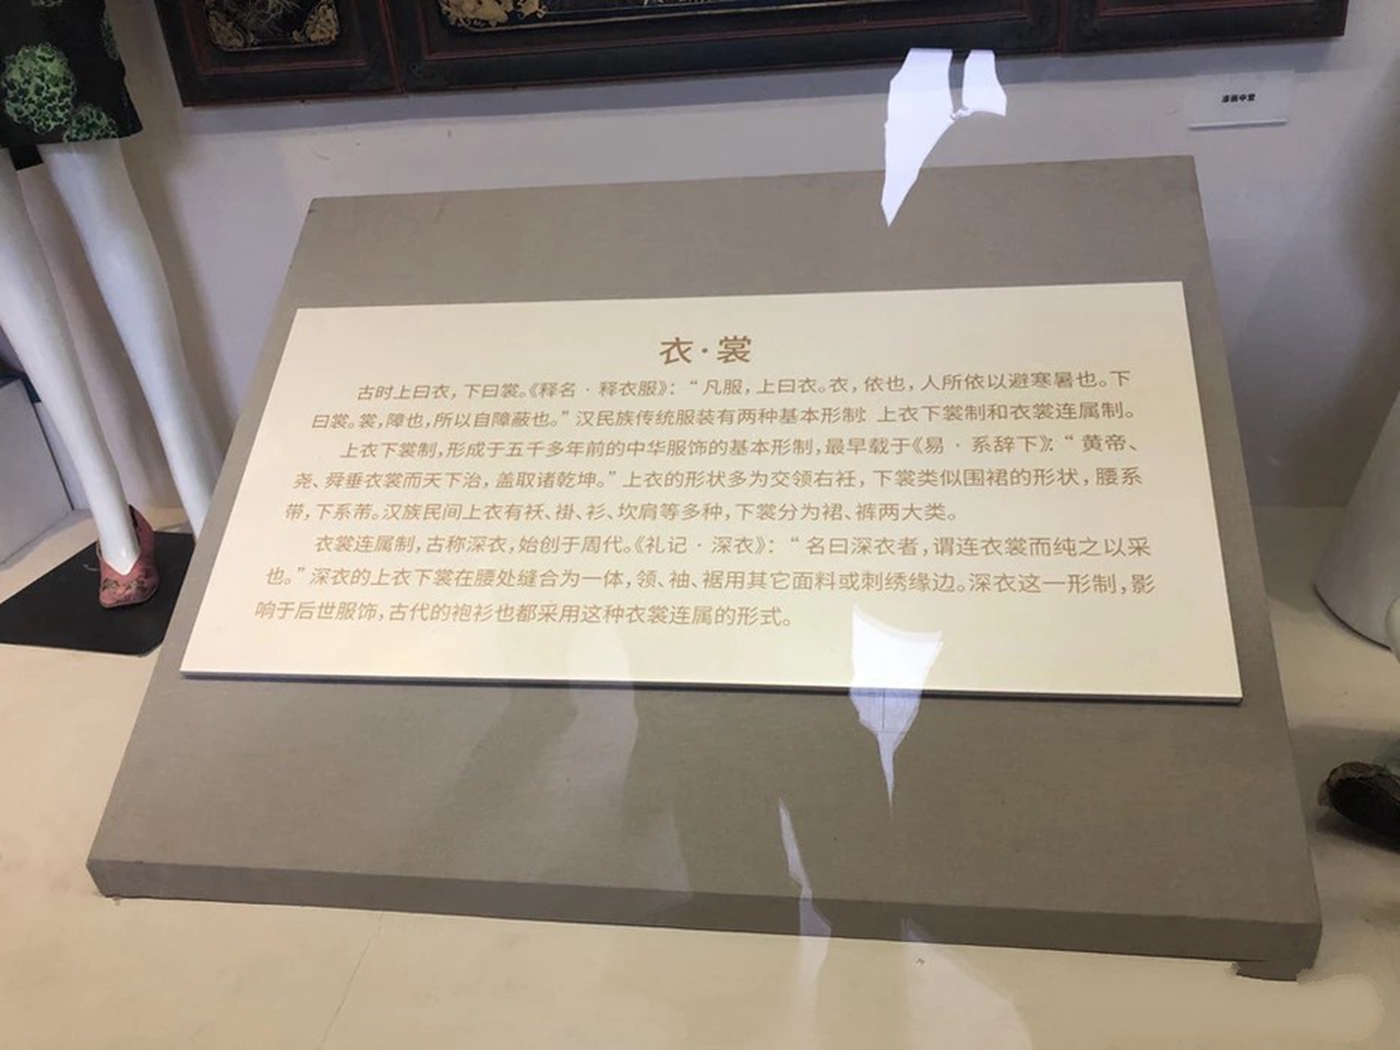 漆画中堂
衣·裳
古时上曰衣，下曰裳。《释名·释衣服》：“凡服，上曰衣。衣，依也，人所依以避寒暑也。下
曰裳。裳，障也，所以自障蔽也。”汉民族传统服装有两种基本形制：上衣下裳制和衣裳连属制。
上衣下裳制，形成于五千多年前的中华服饰的基本形制，最早载于《易·系辞下》：“黄帝、
尧、舜垂衣裳而天下治，盖取诸乾坤。”上衣的形状多为交领右衽，下裳类似围裙的形状，腰系
带，下系芾。汉族民间上衣有袄、褂、衫、坎肩等多种，下裳分为裙、裤两大类。
衣裳连属制，古称深衣，始创于周代。《礼记·深衣》：“名曰深衣者，谓连衣裳而纯之以采
也。”深衣的上衣下裳在腰处缝合为一体，领、袖、裾用其它面料或刺绣缘边。深衣这一形制，影
响于后世服饰，古代的袍衫也都采用这种衣裳连属的形式。